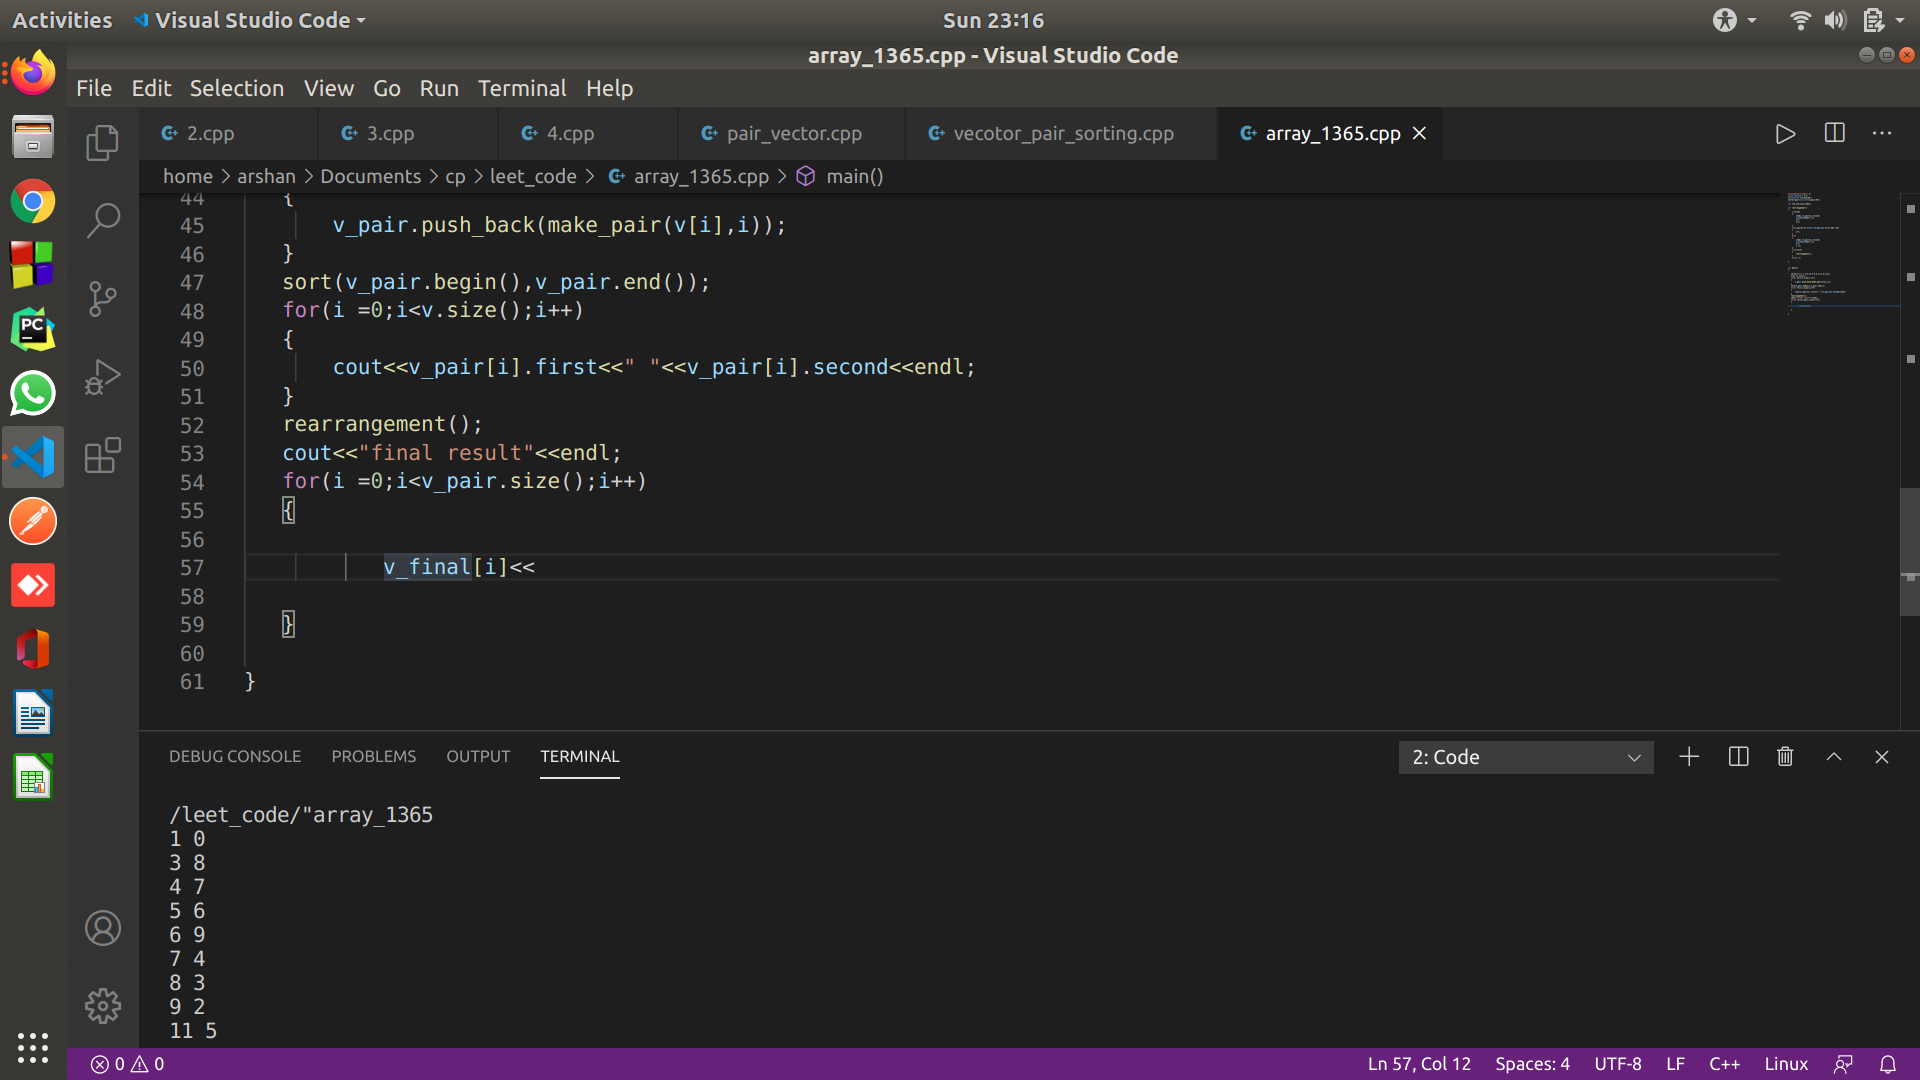 Activities Visual Studio Code Sun 23:16
array_1365.cpp - Visual Studio Code
File Edit Selection View Go Run Terminal Help
2.cpp 3.cpp 4.cpp pair_vector.cpp vecotor_pair_sorting.cpp array_1365.cpp
home > arshan > Documents > cp > leet_code > array_1365.cpp > main()
44 {
45 v_pair.push_back(make_pair(v[i],i));
46 }
47 sort(v_pair.begin(),v_pair.end());
48 for(i =0;i<v.size();i++)
49 {
50 cout<<v_pair[i].first<<" "<<v_pair[i].second<<endl;
51 }
52 rearrangement();
53 cout<<"final result"<<endl;
54 for(i =0;i<v_pair.size();i++)
55 {
56
57 v_final[i]<<
58
59 }
60
61 }
DEBUG CONSOLE PROBLEMS OUTPUT TERMINAL 2: Code
/leet_code/"array_1365
1 0
3 8
4 7
5 6
6 9
7 4
8 3
9 2
11 5
0 0 Ln 57, Col 12 Spaces: 4 UTF-8 LF C++ Linux
PC